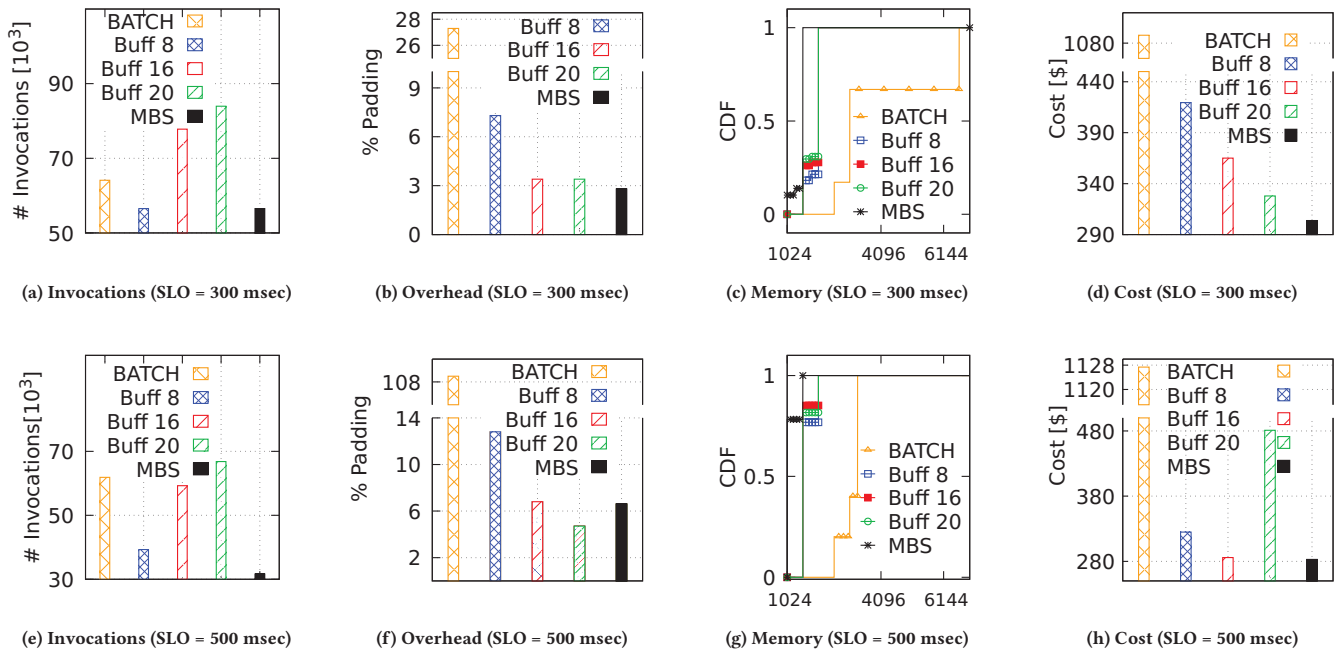 # Invocations [10³]
90
70
50
BATCH
Buff 8
Buff 16
Buff 20
MBS
(a) Invocations (SLO = 300 msec)
% Padding
28
26
9
6
3
0
BATCH
Buff 8
Buff 16
Buff 20
MBS
(b) Overhead (SLO = 300 msec)
CDF
1
0.5
0
1024
4096
6144
BATCH
Buff 8
Buff 16
Buff 20
MBS
(c) Memory (SLO = 300 msec)
Cost [$]
1080
440
390
340
290
BATCH
Buff 8
Buff 16
Buff 20
MBS
(d) Cost (SLO = 300 msec)
# Invocations[10³]
70
50
30
BATCH
Buff 8
Buff 16
Buff 20
MBS
(e) Invocations (SLO = 500 msec)
% Padding
108
14
10
6
2
BATCH
Buff 8
Buff 16
Buff 20
MBS
(f) Overhead (SLO = 500 msec)
CDF
1
0.5
0
1024
4096
6144
BATCH
Buff 8
Buff 16
Buff 20
MBS
(g) Memory (SLO = 500 msec)
Cost [$]
1128
1120
480
380
280
BATCH
Buff 8
Buff 16
Buff 20
MBS
(h) Cost (SLO = 500 msec)